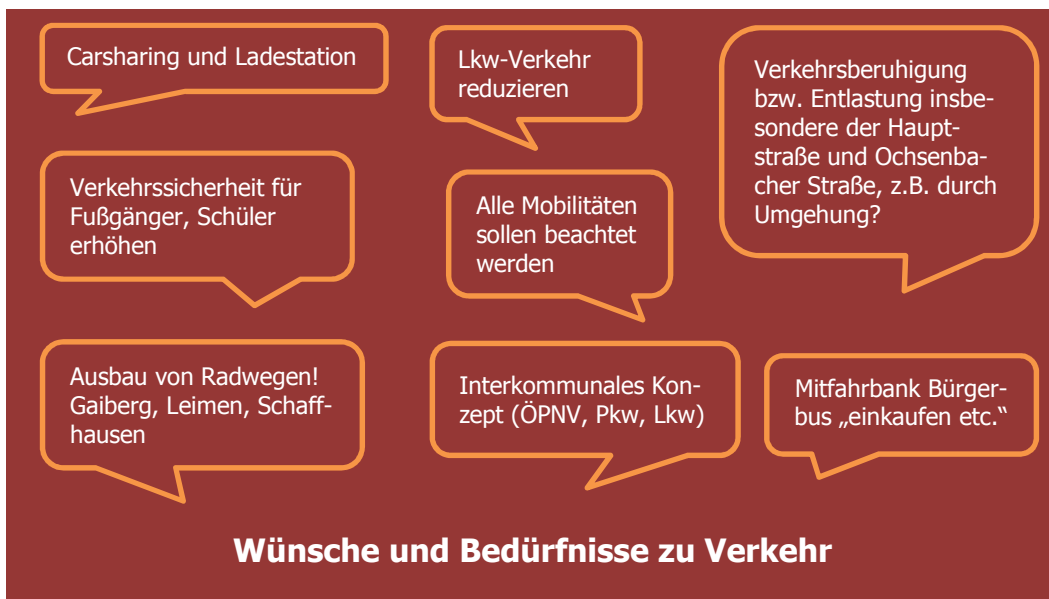 Carsharing und Ladestation
Lkw-Verkehr
reduzieren
Verkehrsberuhigung
bzw. Entlastung insbe-
sondere der Haupt-
straße und Ochsenba-
cher Straße, z.B. durch
Umgehung?
Verkehrssicherheit für
Fußgänger, Schüler
erhöhen
Alle Mobilitäten
sollen beachtet
werden
Ausbau von Radwegen!
Gaiberg, Leimen, Schaff-
hausen
Interkommunales Kon-
zept (ÖPNV, Pkw, Lkw)
Mitfahrbank Bürger-
bus „einkaufen etc.“
Wünsche und Bedürfnisse zu Verkehr